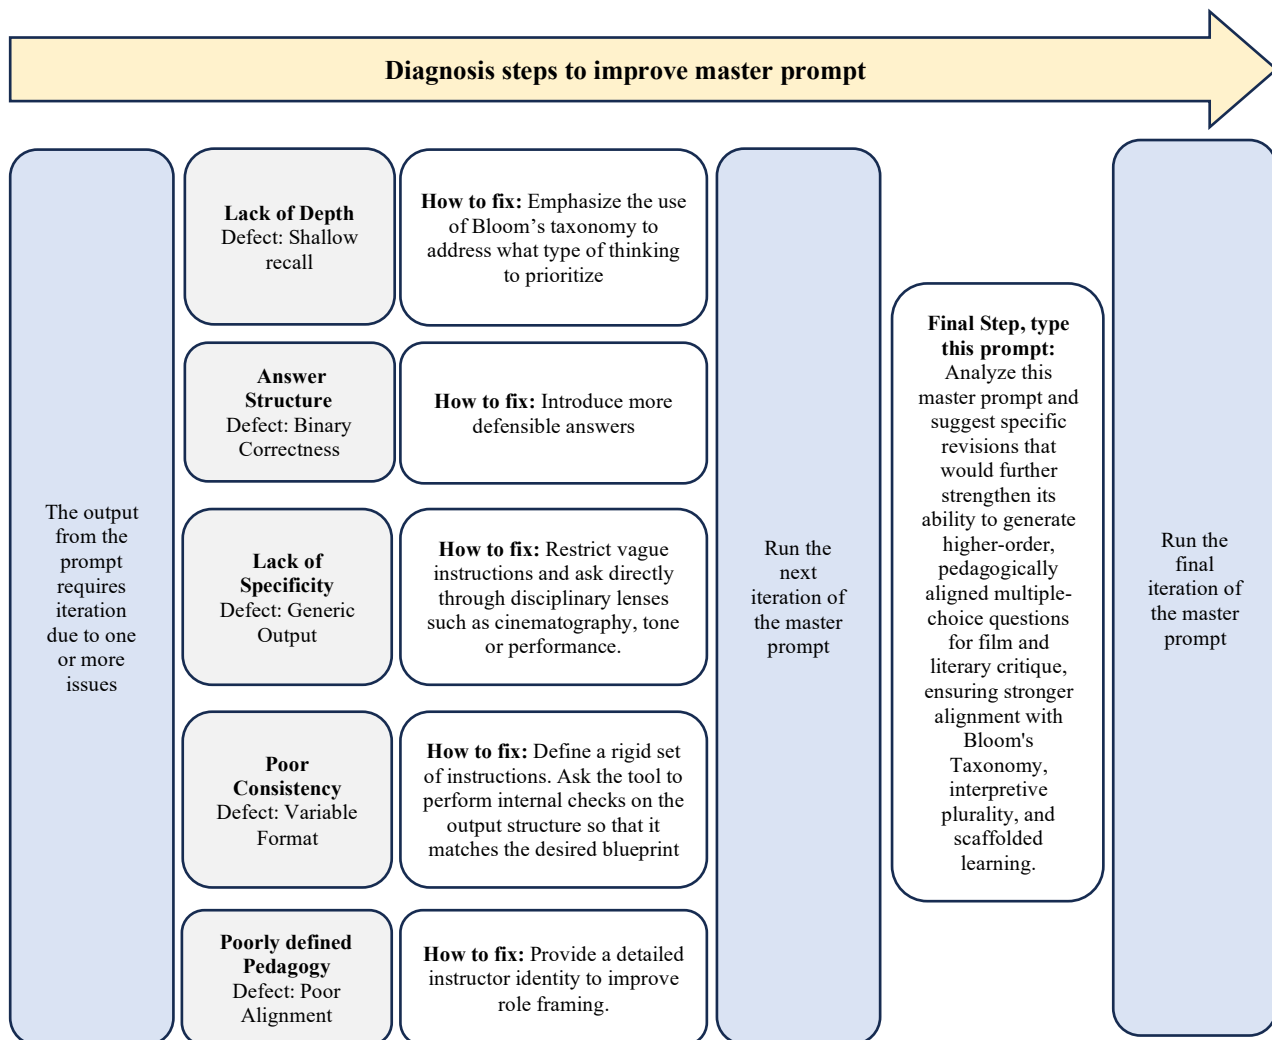 Diagnosis steps to improve master prompt
The output
from the
prompt
requires
iteration
due to one
or more
issues
Lack of Depth
Defect: Shallow
recall
How to fix: Emphasize the use
of Bloom’s taxonomy to
address what type of thinking
to prioritize
Answer
Structure
Defect: Binary
Correctness
How to fix: Introduce more
defensible answers
Lack of
Specificity
Defect: Generic
Output
How to fix: Restrict vague
instructions and ask directly
through disciplinary lenses
such as cinematography, tone
or performance.
Poor
Consistency
Defect: Variable
Format
How to fix: Define a rigid set
of instructions. Ask the tool to
perform internal checks on the
output structure so that it
matches the desired blueprint
Poorly defined
Pedagogy
Defect: Poor
Alignment
How to fix: Provide a detailed
instructor identity to improve
role framing.
Run the
next
iteration of
the master
prompt
Final Step, type
this prompt:
Analyze this
master prompt and
suggest specific
revisions that
would further
strengthen its
ability to generate
higher-order,
pedagogically
aligned multiple-
choice questions
for film and
literary critique,
ensuring stronger
alignment with
Bloom's
Taxonomy,
interpretive
plurality, and
scaffolded
learning.
Run the
final
iteration of
the master
prompt